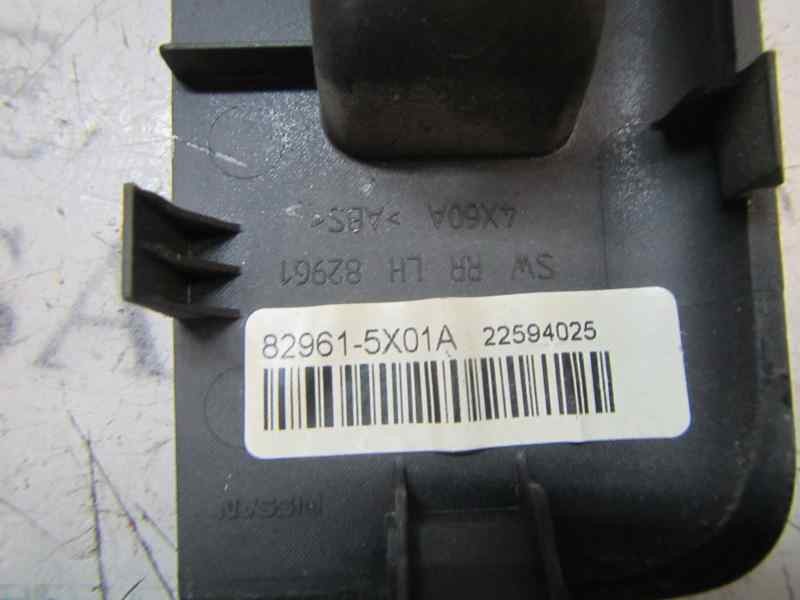 4X60A >ABS<
SW RR LH 82961
82961-5X01A 22594025
NISSAN